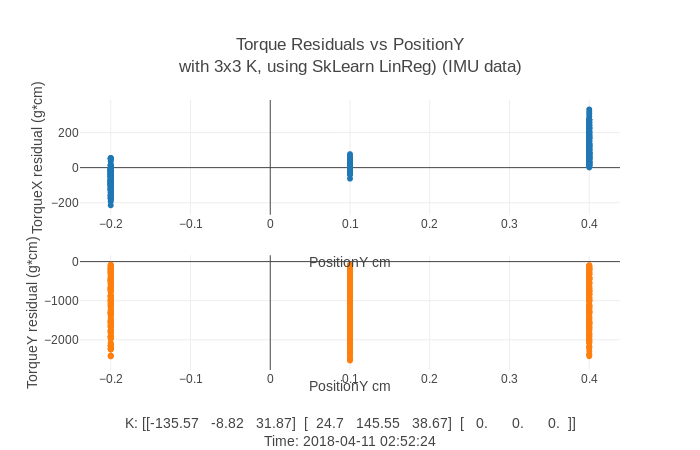 Torque Residuals vs PositionY
with 3x3 K, using SkLearn LinReg) (IMU data)
TorqueX residual (g*cm)
200
0
−200
−0.2
−0.1
0
0.1
0.2
0.3
0.4
PositionY cm
TorqueY residual (g*cm)
0
−1000
−2000
−0.2
−0.1
0
0.1
0.2
0.3
0.4
PositionY cm
K: [[-135.57 -8.82 31.87] [ 24.7 145.55 38.67] [ 0. 0. 0. ]]
Time: 2018-04-11 02:52:24